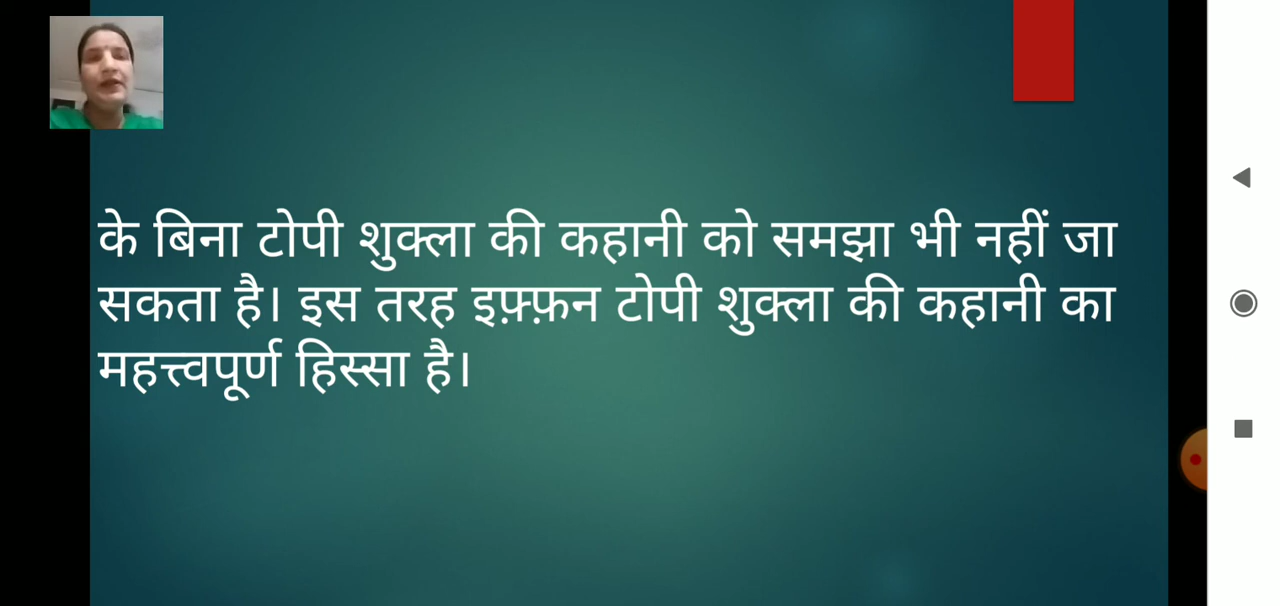 के बिना टोपी शुक्ला की कहानी को समझा भी नहीं जा
सकता है। इस तरह इफ़्फ़न टोपी शुक्ला की कहानी का
महत्त्वपूर्ण हिस्सा है।